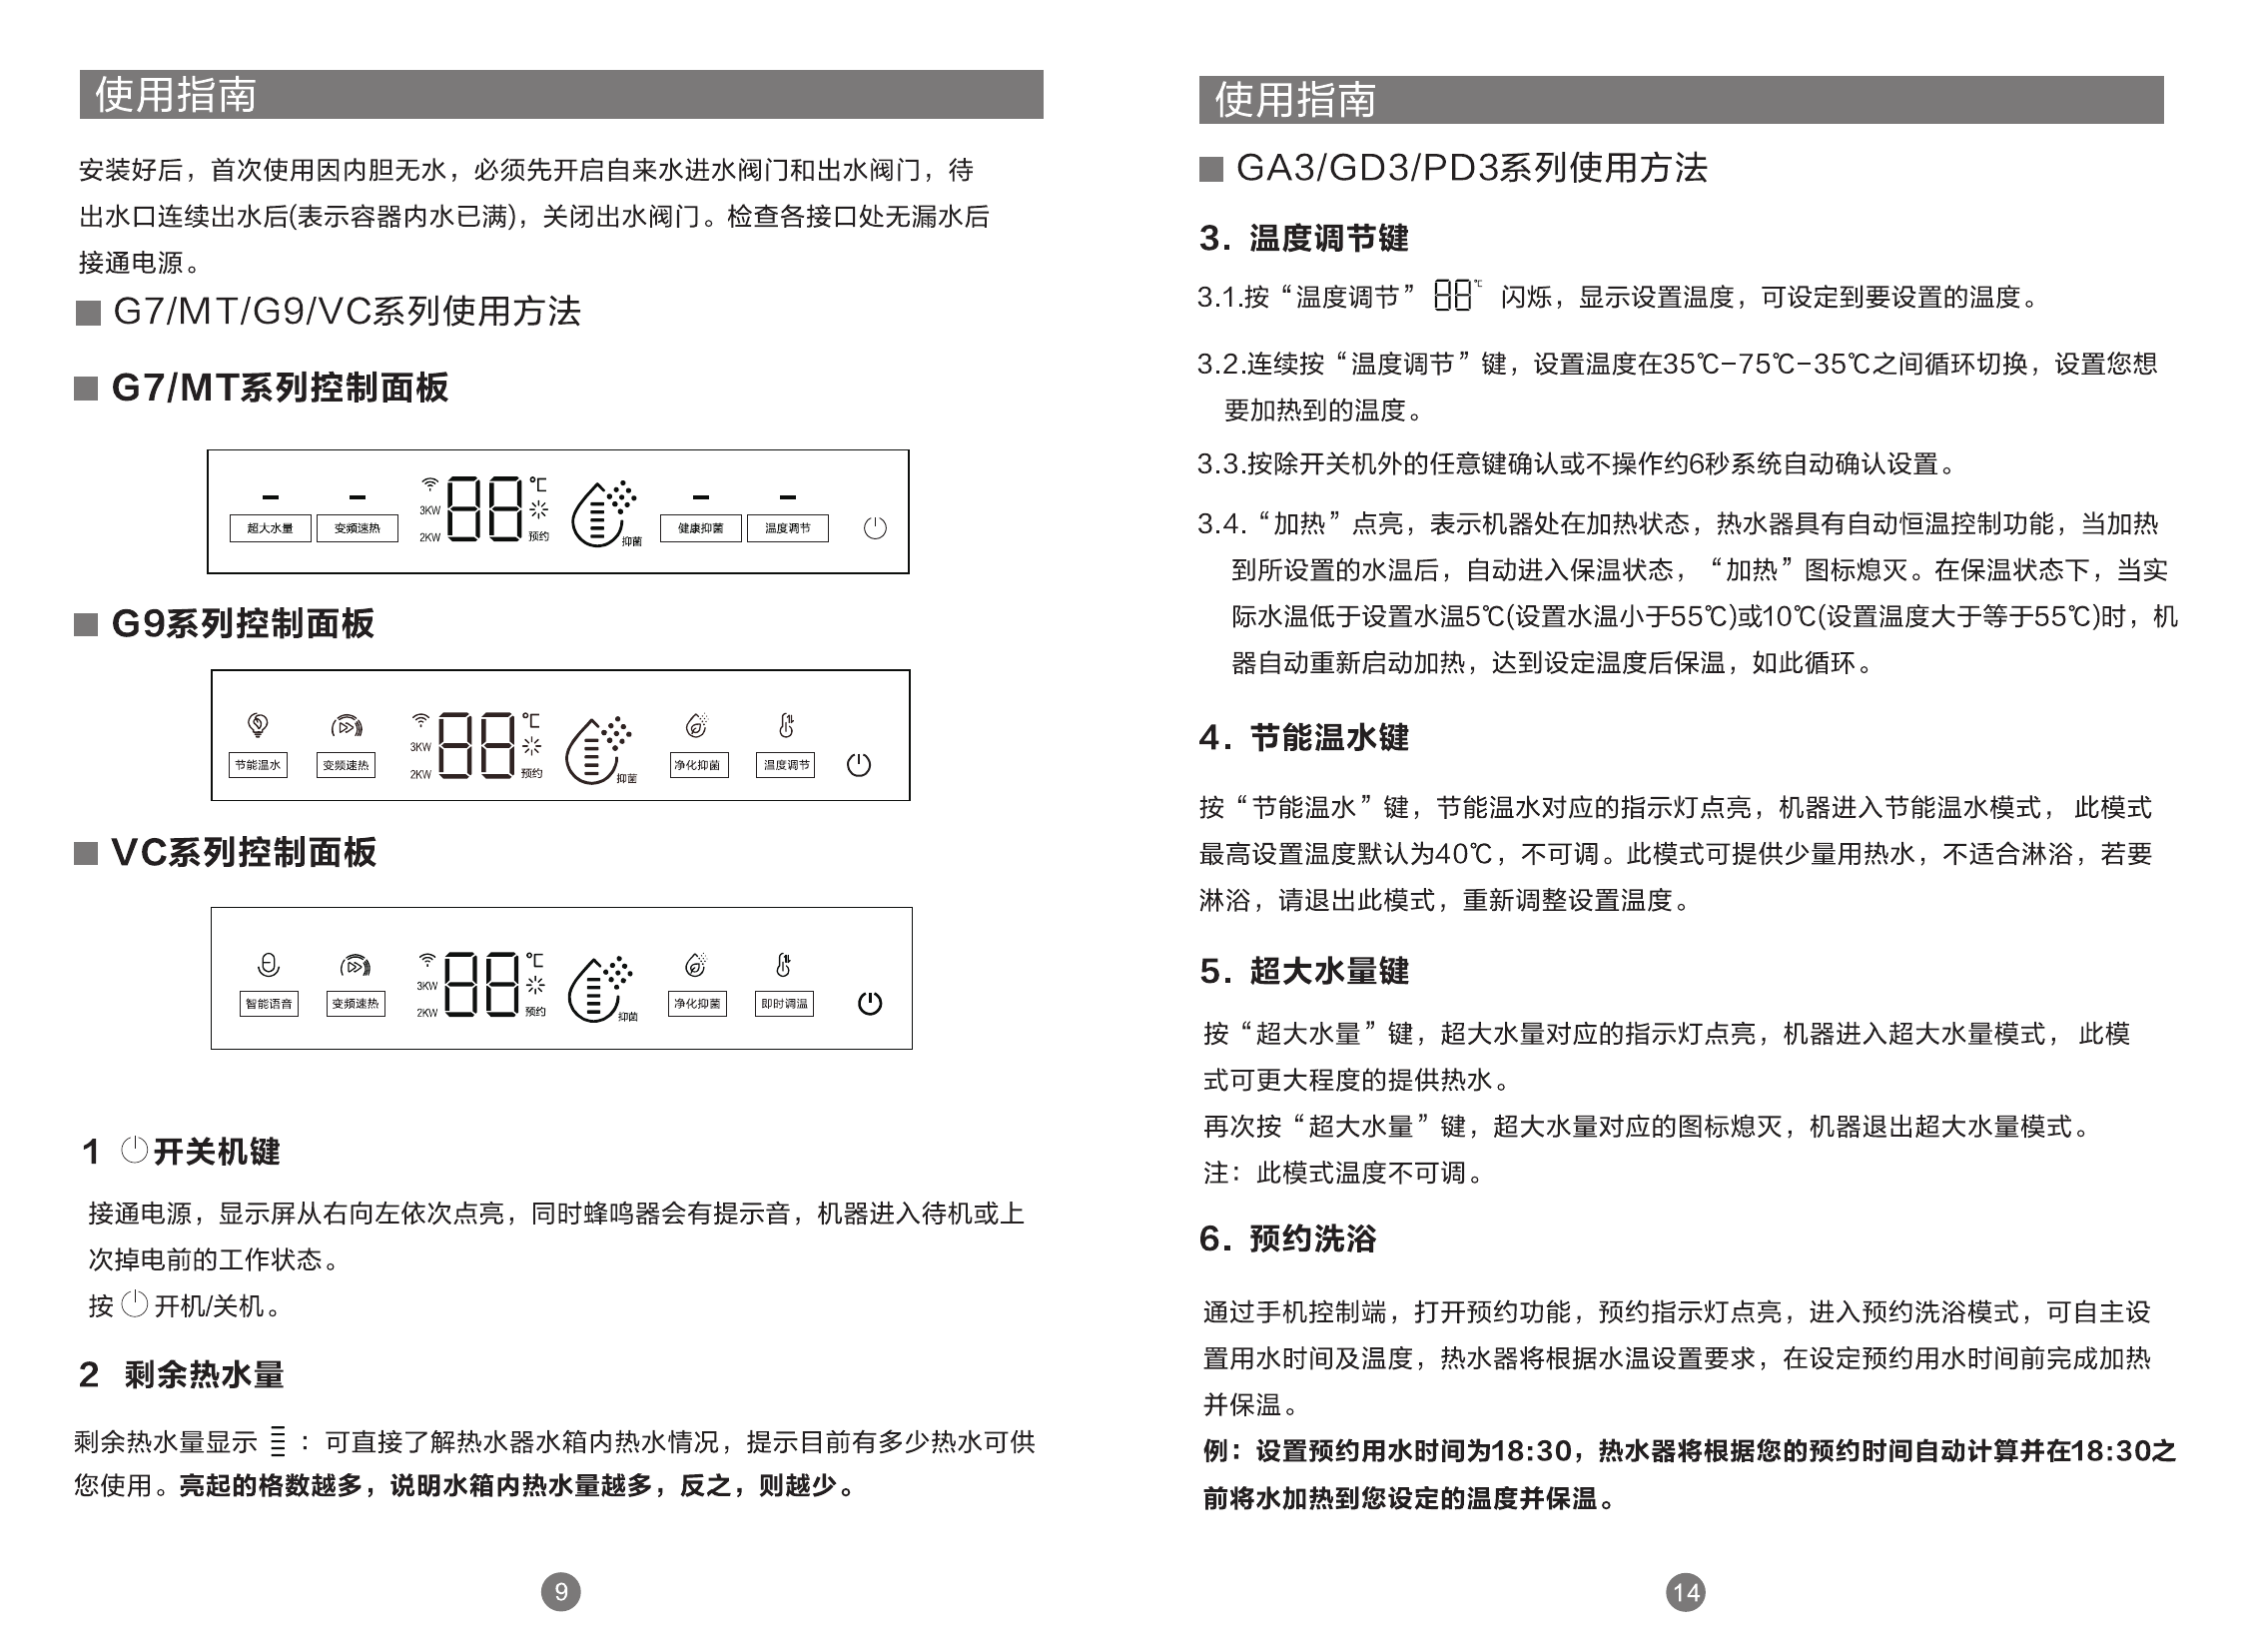 使用指南
安装好后，首次使用因内胆无水，必须先开启自来水进水阀门和出水阀门，待
出水口连续出水后(表示容器内水已满)，关闭出水阀门。检查各接口处无漏水后
接通电源。
G7/MT/G9/VC系列使用方法
G7/MT系列控制面板
超大水量 变频速热 3KW 2KW 88 ℃ 预约 抑菌 健康抑菌 温度调节
G9系列控制面板
节能温水 变频速热 3KW 2KW 88 ℃ 预约 抑菌 净化抑菌 温度调节
VC系列控制面板
智能语音 变频速热 3KW 2KW 88 ℃ 预约 抑菌 净化抑菌 即时调温
1 开关机键
接通电源，显示屏从右向左依次点亮，同时蜂鸣器会有提示音，机器进入待机或上
次掉电前的工作状态。
按 开机/关机。
2 剩余热水量
剩余热水量显示 ：可直接了解热水器水箱内热水情况，提示目前有多少热水可供
您使用。亮起的格数越多，说明水箱内热水量越多，反之，则越少。
9
使用指南
GA3/GD3/PD3系列使用方法
3. 温度调节键
3.1.按“温度调节” 88℃ 闪烁，显示设置温度，可设定到要设置的温度。
3.2.连续按“温度调节”键，设置温度在35℃-75℃-35℃之间循环切换，设置您想
要加热到的温度。
3.3.按除开关机外的任意键确认或不操作约6秒系统自动确认设置。
3.4.“加热”点亮，表示机器处在加热状态，热水器具有自动恒温控制功能，当加热
到所设置的水温后，自动进入保温状态，“加热”图标熄灭。在保温状态下，当实
际水温低于设置水温5℃(设置水温小于55℃)或10℃(设置温度大于等于55℃)时，机
器自动重新启动加热，达到设定温度后保温，如此循环。
4. 节能温水键
按“节能温水”键，节能温水对应的指示灯点亮，机器进入节能温水模式， 此模式
最高设置温度默认为40℃，不可调。此模式可提供少量用热水，不适合淋浴，若要
淋浴，请退出此模式，重新调整设置温度。
5. 超大水量键
按“超大水量”键，超大水量对应的指示灯点亮，机器进入超大水量模式， 此模
式可更大程度的提供热水。
再次按“超大水量”键，超大水量对应的图标熄灭，机器退出超大水量模式。
注：此模式温度不可调。
6. 预约洗浴
通过手机控制端，打开预约功能，预约指示灯点亮，进入预约洗浴模式，可自主设
置用水时间及温度，热水器将根据水温设置要求，在设定预约用水时间前完成加热
并保温。
例：设置预约用水时间为18:30，热水器将根据您的预约时间自动计算并在18:30之
前将水加热到您设定的温度并保温。
14